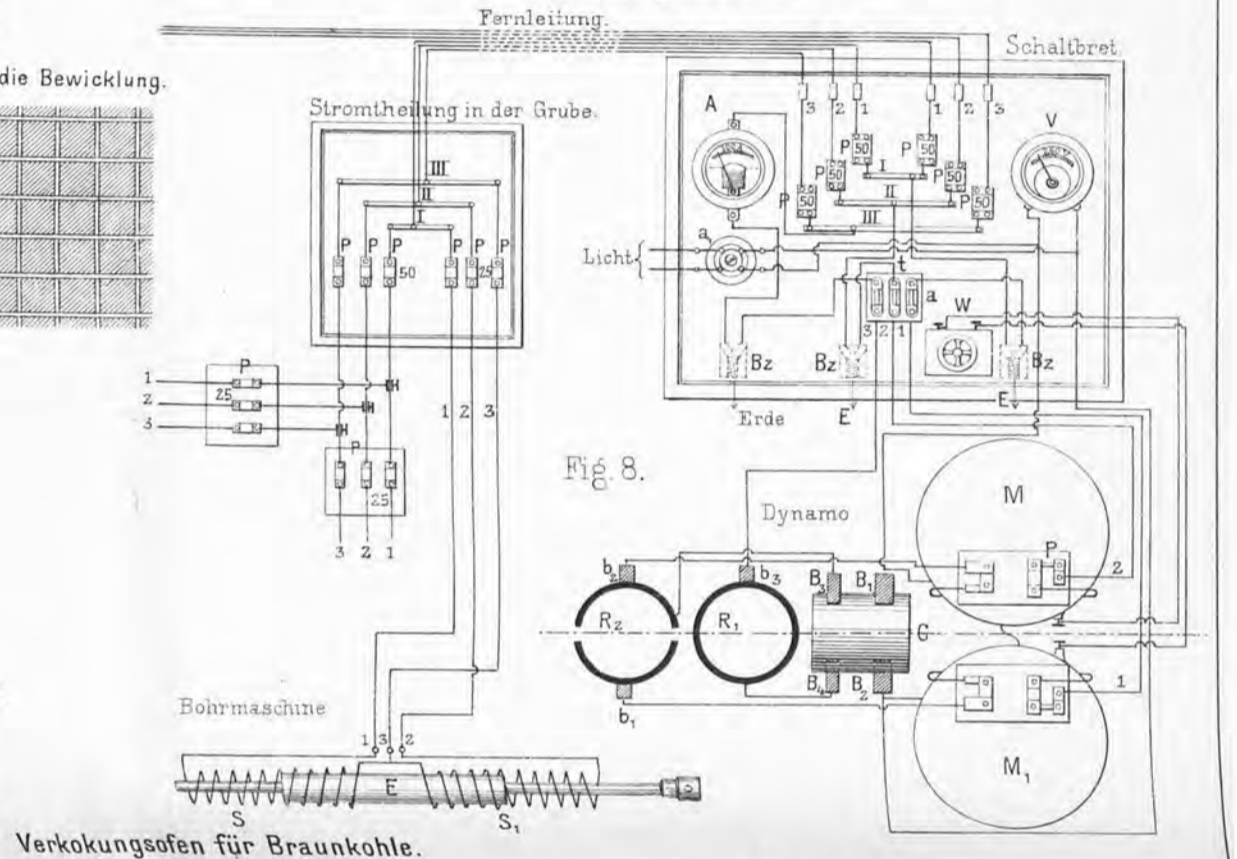 Fernleitung.
Schaltbret.
die Bewicklung.
Stromtheilung in der Grube.
A
V
3 2 1 1 2 3
P 50 P 50
P 50 P 50
P 50 P 50
I
II
III
III
II
I
P P P P P P
50 25
Licht
a
t
a
3 2 1
W
Bz Bz Bz
Erde E E
P
1
2
3
25
1 2 3
P
25
3 2 1
Fig. 8.
Dynamo
M
P
2
b2 b3 B3 B1
R2 R1 C
b1 B4 B2
1
M1
Bohrmaschine
1 3 2
E
S S1
Verkokungsofen für Braunkohle.